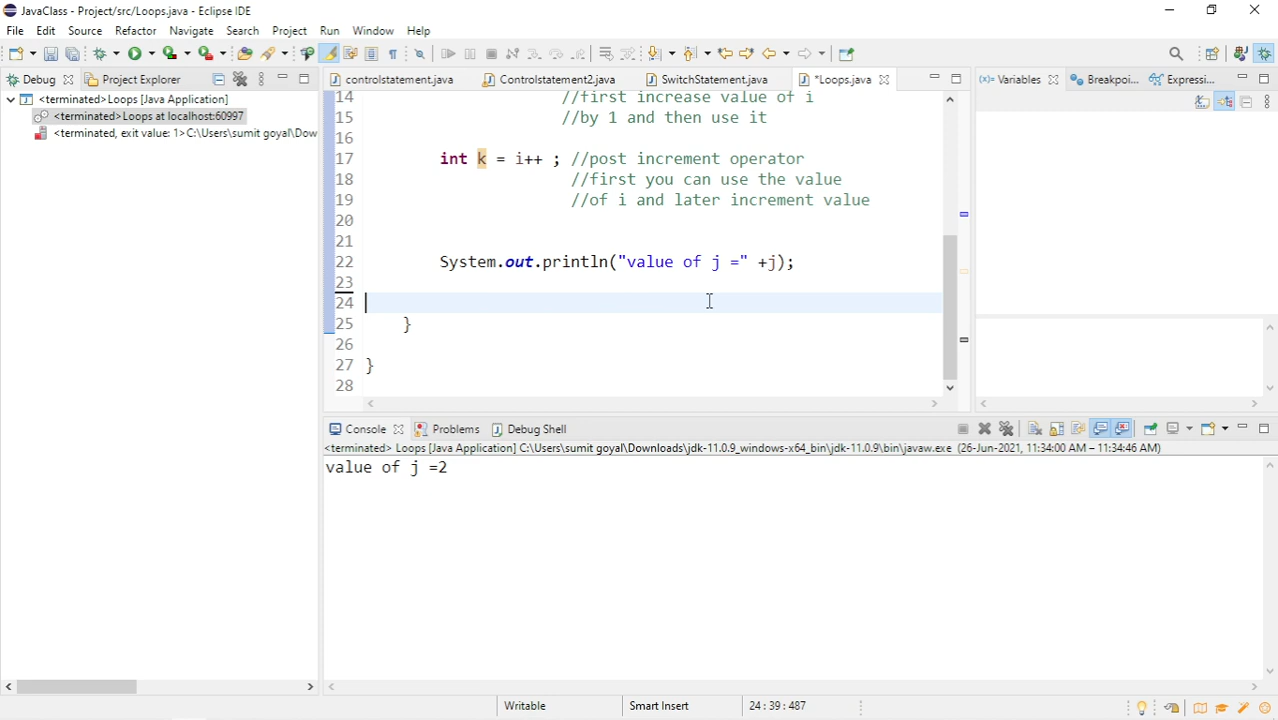 JavaClass - Project/src/Loops.java - Eclipse IDE
File Edit Source Refactor Navigate Search Project Run Window Help
Debug Project Explorer
<terminated>Loops [Java Application]
<terminated>Loops at localhost:60997
<terminated, exit value: 1>C:\Users\sumit goyal\Dow
controlstatement.java Controlstatement2.java SwitchStatement.java *Loops.java
14 //first increase value of i
15 //by 1 and then use it
16
17 int k = i++ ; //post increment operator
18 //first you can use the value
19 //of i and later increment value
20
21
22 System.out.println("value of j =" +j);
23
24
25 }
26
27 }
28
(x)= Variables Breakpoi... Expressi...
Console Problems Debug Shell
<terminated> Loops [Java Application] C:\Users\sumit goyal\Downloads\jdk-11.0.9_windows-x64_bin\jdk-11.0.9\bin\javaw.exe (26-Jun-2021, 11:34:00 AM – 11:34:46 AM)
value of j =2
Writable Smart Insert 24 : 39 : 487